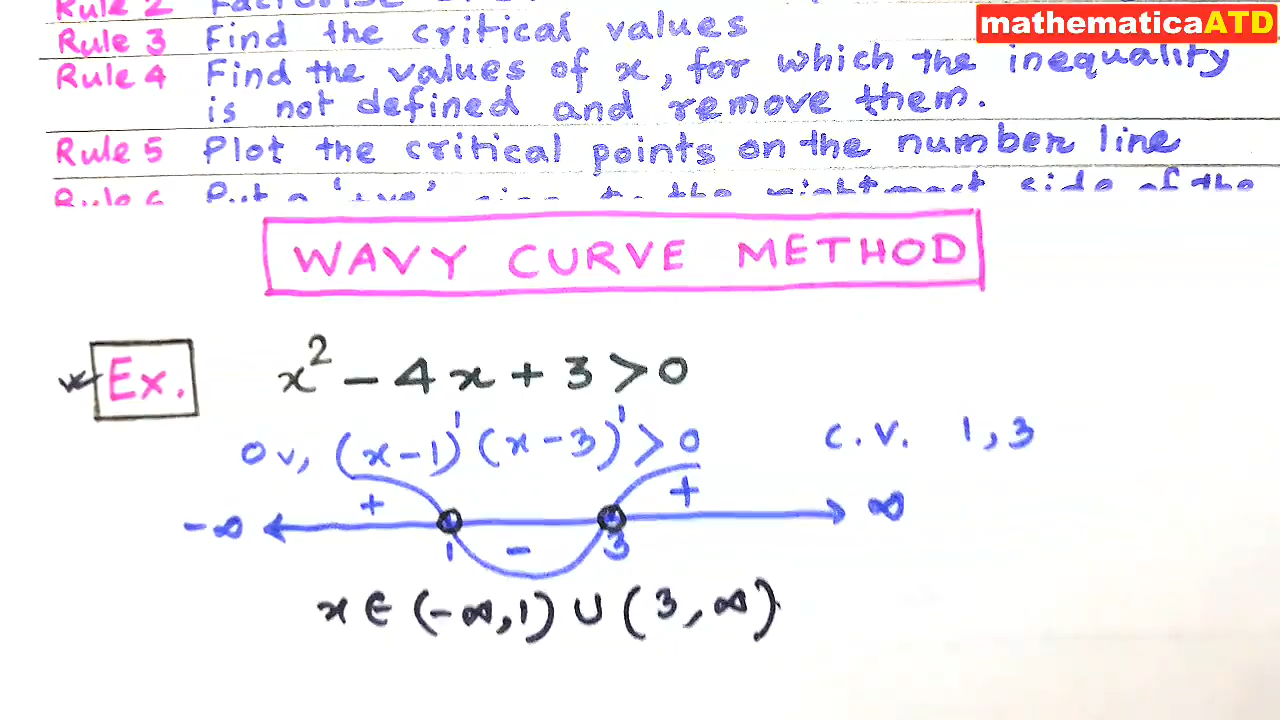 Rule 2
mathematicaATD
Rule 3 Find the critical values
Rule 4 Find the values of x, for which the inequality
is not defined and remove them.
Rule 5 Plot the critical points on the number line
WAVY CURVE METHOD
Ex. x² - 4x + 3 > 0
or, (x-1)¹ (x-3)¹ > 0 C.V. 1, 3
+ +
-∞ ∞
1 - 3
x ∈ (-∞, 1) ∪ (3, ∞)